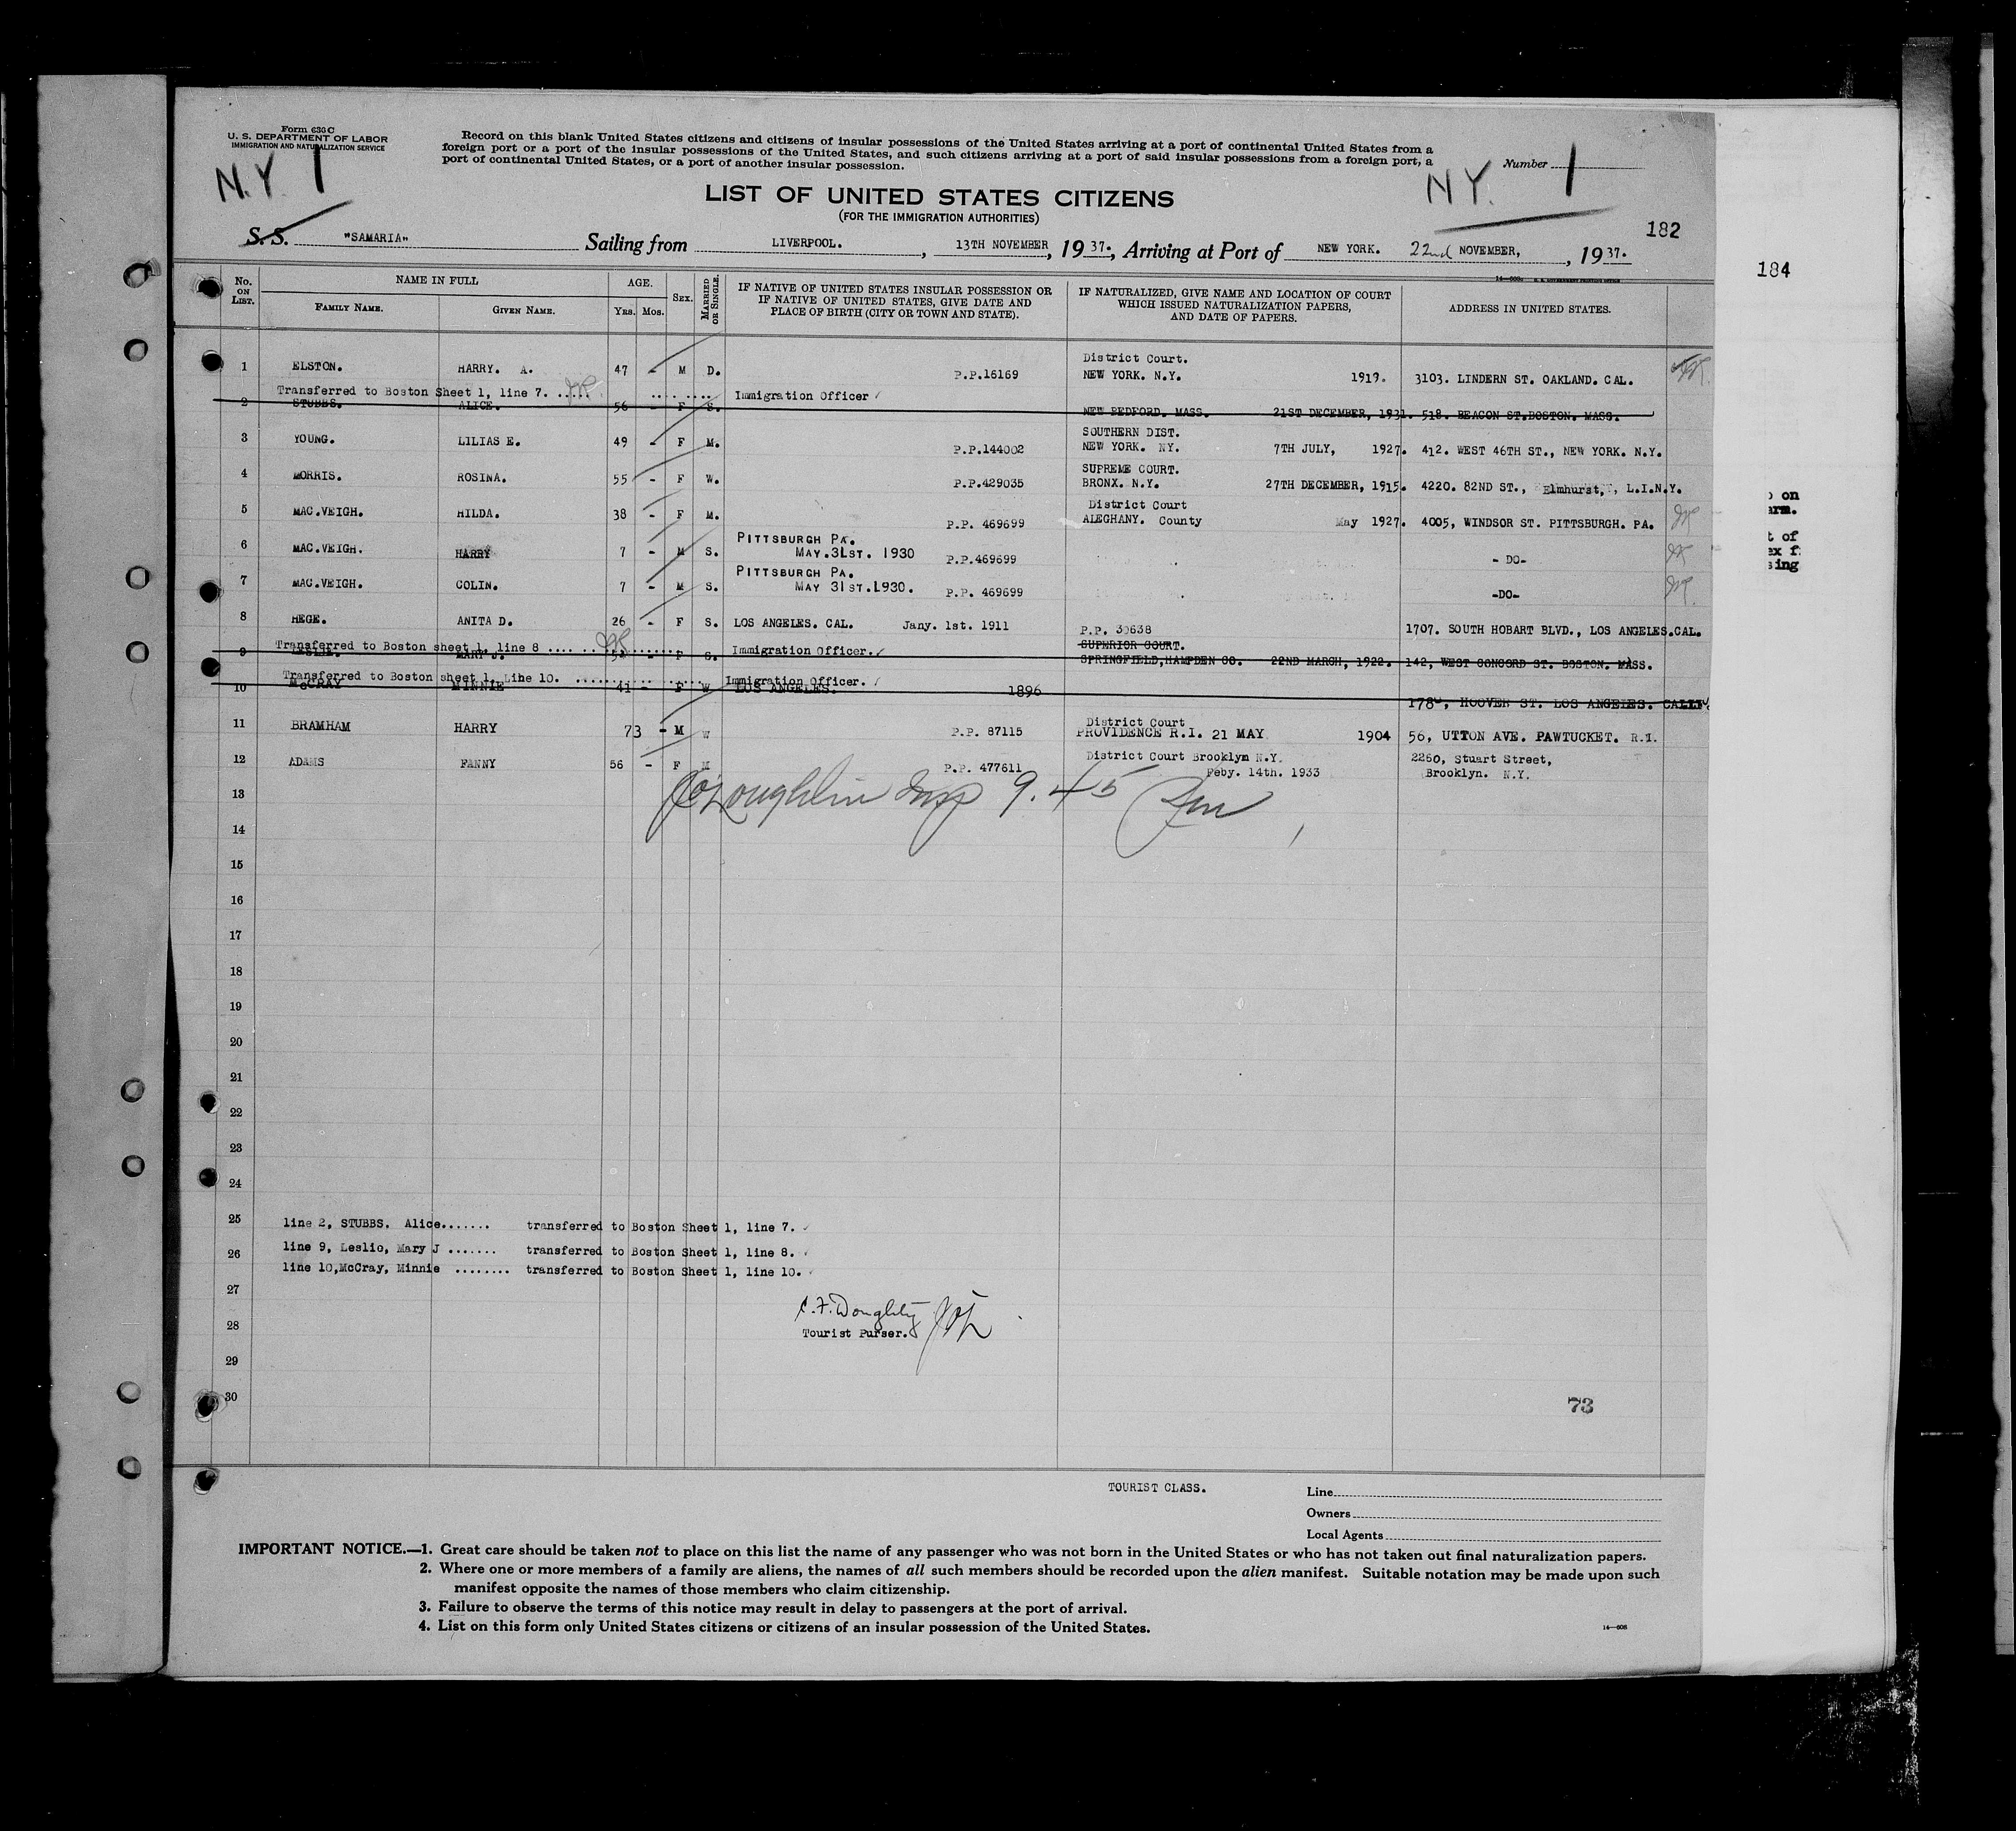 Form 630 C
U. S. DEPARTMENT OF LABOR
IMMIGRATION AND NATURALIZATION SERVICE
N.Y. 1
Record on this blank United States citizens and citizens of insular possessions of the United States arriving at a port of continental United States from a
foreign port or a port of the insular possessions of the United States, and such citizens arriving at a port of said insular possessions from a foreign port, a
port of continental United States, or a port of another insular possession.
Number 1
N.Y.
LIST OF UNITED STATES CITIZENS
(FOR THE IMMIGRATION AUTHORITIES)
182
184
S.S. "SAMARIA" Sailing from LIVERPOOL. , 13TH NOVEMBER , 19 37. , Arriving at Port of NEW YORK. 22nd NOVEMBER, , 19 37.
No. ON LIST. NAME IN FULL AGE. SEX. MARRIED OR SINGLE. IF NATIVE OF UNITED STATES INSULAR POSSESSION OR IF NATIVE OF UNITED STATES, GIVE DATE AND PLACE OF BIRTH (CITY OR TOWN AND STATE). IF NATURALIZED, GIVE NAME AND LOCATION OF COURT WHICH ISSUED NATURALIZATION PAPERS, AND DATE OF PAPERS. ADDRESS IN UNITED STATES.
FAMILY NAME. GIVEN NAME. YRS. MOS.
1 ELSTON. HARRY. A. 47 - M D. P.P.16169 District Court. NEW YORK. N.Y. 1919. 3103. LINDERN ST. OAKLAND. CAL.
Transferred to Boston Sheet 1, line 7. ..... Immigration Officer
2 STUBBS. ALICE. 56 - F S. NEW BEDFORD. MASS. 21ST DECEMBER, 1931. 518. BEACON ST. BOSTON. MASS.
3 YOUNG. LILIAS E. 49 - F M. P.P.144002 SOUTHERN DIST. NEW YORK. NY. 7TH JULY, 1927. 412. WEST 46TH ST., NEW YORK. N.Y.
4 MORRIS. ROSINA. 55 - F W. P.P.429035 SUPREME COURT. BRONX. N.Y. 27TH DECEMBER, 1915. 4220. 82ND ST., Elmhurst, , L.I.N.Y.
5 MAC.VEIGH. HILDA. 38 - F M. P.P. 469699 District Court ALEGHANY. County May 1927. 4005, WINDSOR ST. PITTSBURGH. PA.
6 MAC.VEIGH. HARRY 7 - M S. PITTSBURGH PA. MAY.3LST. 1930 P.P.469699 - DO-
7 MAC.VEIGH. COLIN. 7 - M S. PITTSBURGH PA. MAY 31ST.L930. P.P. 469699 -DO-
8 HEGE. ANITA D. 26 - F S. LOS ANGELES. CAL. Jany. 1st. 1911 P.P. 30638 1707. SOUTH HOBART BLVD., LOS ANGELES.CAL.
Transferred to Boston sheet 1, line 8 .... Immigration Officer.
9 MARY J. - F S. SUPERIOR COURT. SPRINGFIELD,HAMPDEN CO. 22ND MARCH, 1922. 142, WEST CONCORD ST. BOSTON. MASS.
Transferred to Boston sheet 1. Lihe 10. Immigration Officer.
10 McCRAY MINNIE 41 - F W LOS ANGELES. 1896 HOOVER ST. LOS ANGELES. CALIF
11 BRAMHAM HARRY 73 - M W P.P. 87115 District Court PROVIDENCE R.I. 21 MAY 1904 56, UTTON AVE. PAWTUCKET. R.I.
12 ADAMS FANNY 56 - F M P.P. 477611 District Court Brooklyn N.Y. Feby. 14th. 1933 2250, Stuart Street, Brooklyn. N.Y.
13 JO'Loughlin Insp 9.45
14
15
16
17
18
19
20
21
22
23
24
25 line 2, STUBBS. Alice....... transferred to Boston Sheet 1, line 7.
26 line 9, Leslio, Mary J ....... transferred to Boston Sheet 1, line 8.
line 10,McCray, Minnie ........ transferred to Boston Sheet 1, line 10.
27
C.F. Doughty
28 Tourist Purser.
29
30
73
TOURIST CLASS.
Line
Owners
Local Agents
IMPORTANT NOTICE.—1. Great care should be taken not to place on this list the name of any passenger who was not born in the United States or who has not taken out final naturalization papers.
2. Where one or more members of a family are aliens, the names of all such members should be recorded upon the alien manifest. Suitable notation may be made upon such
manifest opposite the names of those members who claim citizenship.
3. Failure to observe the terms of this notice may result in delay to passengers at the port of arrival.
4. List on this form only United States citizens or citizens of an insular possession of the United States.